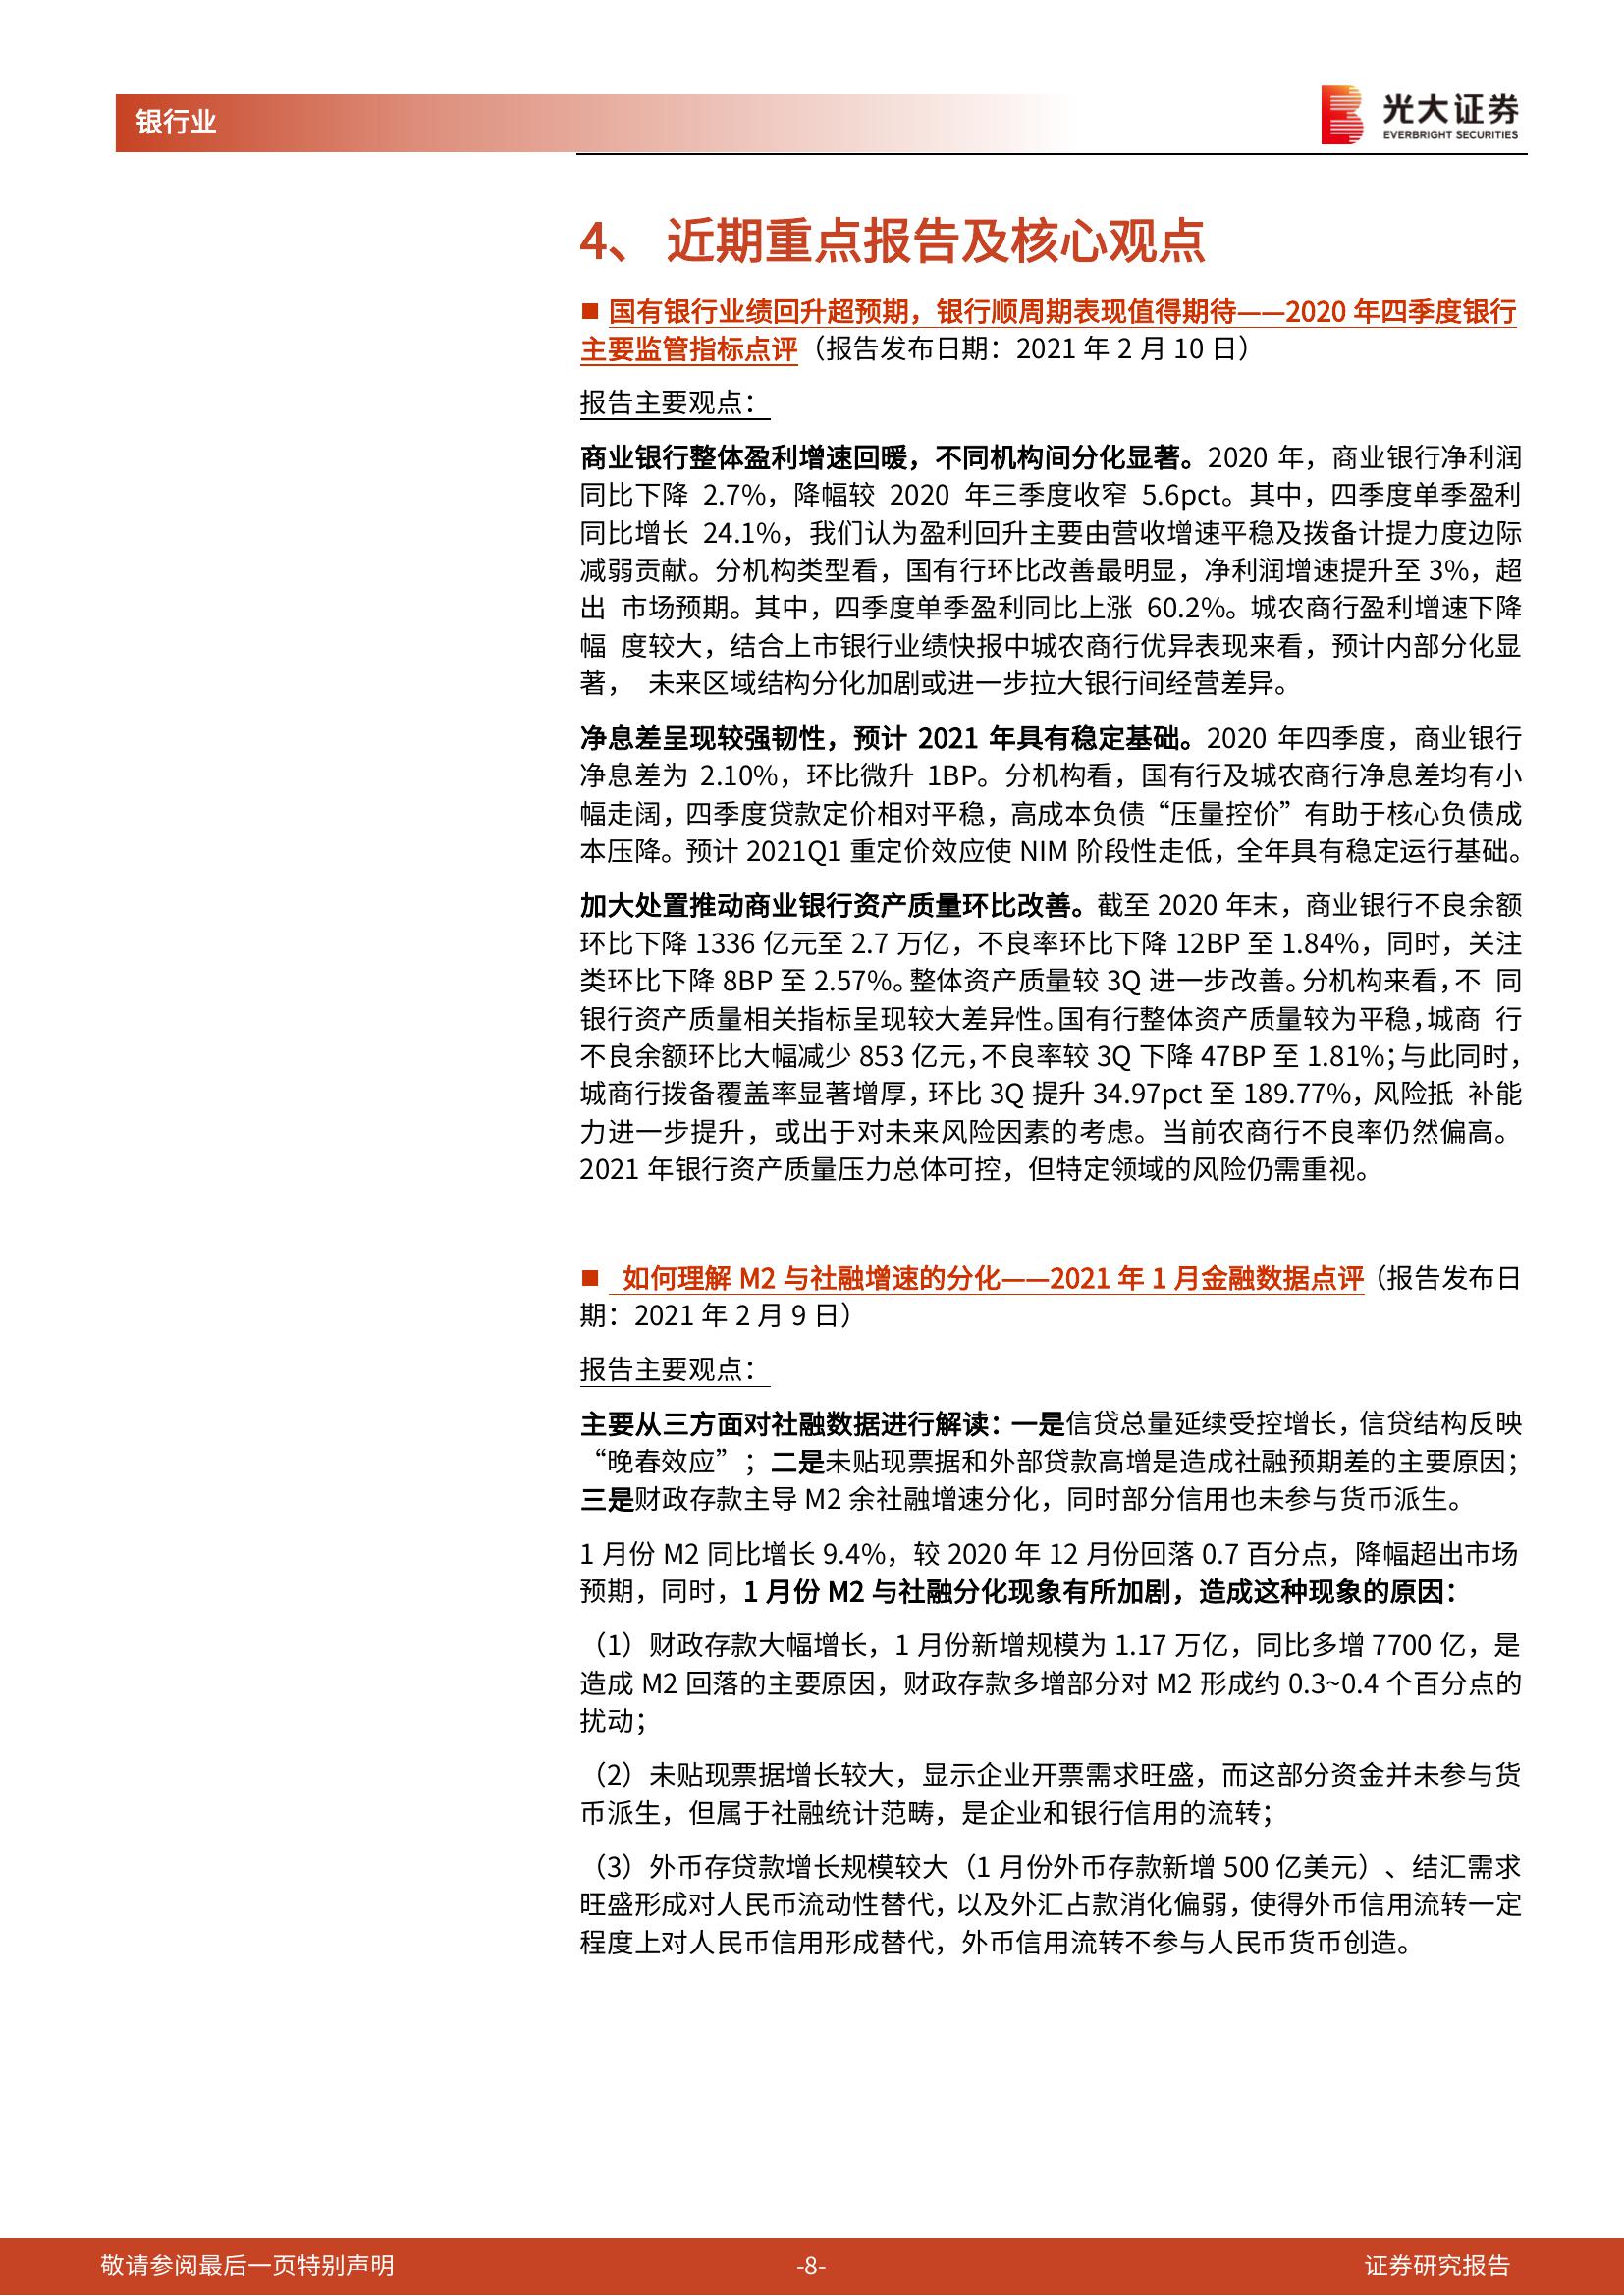 银行业
光大证券
EVERBRIGHT SECURITIES
4、 近期重点报告及核心观点
■ 国有银行业绩回升超预期，银行顺周期表现值得期待——2020 年四季度银行
主要监管指标点评（报告发布日期：2021 年 2 月 10 日）
报告主要观点：
商业银行整体盈利增速回暖，不同机构间分化显著。2020 年，商业银行净利润
同比下降 2.7%，降幅较 2020 年三季度收窄 5.6pct。其中，四季度单季盈利
同比增长 24.1%，我们认为盈利回升主要由营收增速平稳及拨备计提力度边际
减弱贡献。分机构类型看，国有行环比改善最明显，净利润增速提升至 3%，超
出 市场预期。其中，四季度单季盈利同比上涨 60.2%。城农商行盈利增速下降
幅 度较大，结合上市银行业绩快报中城农商行优异表现来看，预计内部分化显
著， 未来区域结构分化加剧或进一步拉大银行间经营差异。
净息差呈现较强韧性，预计 2021 年具有稳定基础。2020 年四季度，商业银行
净息差为 2.10%，环比微升 1BP。分机构看，国有行及城农商行净息差均有小
幅走阔，四季度贷款定价相对平稳，高成本负债“压量控价”有助于核心负债成
本压降。预计 2021Q1 重定价效应使 NIM 阶段性走低，全年具有稳定运行基础。
加大处置推动商业银行资产质量环比改善。截至 2020 年末，商业银行不良余额
环比下降 1336 亿元至 2.7 万亿，不良率环比下降 12BP 至 1.84%，同时，关注
类环比下降 8BP 至 2.57%。整体资产质量较 3Q 进一步改善。分机构来看，不 同
银行资产质量相关指标呈现较大差异性。国有行整体资产质量较为平稳，城商 行
不良余额环比大幅减少 853 亿元，不良率较 3Q 下降 47BP 至 1.81%；与此同时，
城商行拨备覆盖率显著增厚，环比 3Q 提升 34.97pct 至 189.77%，风险抵 补能
力进一步提升，或出于对未来风险因素的考虑。当前农商行不良率仍然偏高。
2021 年银行资产质量压力总体可控，但特定领域的风险仍需重视。
■ 如何理解 M2 与社融增速的分化——2021 年 1 月金融数据点评（报告发布日
期：2021 年 2 月 9 日）
报告主要观点：
主要从三方面对社融数据进行解读：一是信贷总量延续受控增长，信贷结构反映
“晚春效应”；二是未贴现票据和外部贷款高增是造成社融预期差的主要原因；
三是财政存款主导 M2 余社融增速分化，同时部分信用也未参与货币派生。
1 月份 M2 同比增长 9.4%，较 2020 年 12 月份回落 0.7 百分点，降幅超出市场
预期，同时，1 月份 M2 与社融分化现象有所加剧，造成这种现象的原因：
（1）财政存款大幅增长，1 月份新增规模为 1.17 万亿，同比多增 7700 亿，是
造成 M2 回落的主要原因，财政存款多增部分对 M2 形成约 0.3~0.4 个百分点的
扰动；
（2）未贴现票据增长较大，显示企业开票需求旺盛，而这部分资金并未参与货
币派生，但属于社融统计范畴，是企业和银行信用的流转；
（3）外币存贷款增长规模较大（1 月份外币存款新增 500 亿美元）、结汇需求
旺盛形成对人民币流动性替代，以及外汇占款消化偏弱，使得外币信用流转一定
程度上对人民币信用形成替代，外币信用流转不参与人民币货币创造。
敬请参阅最后一页特别声明
-8-
证券研究报告